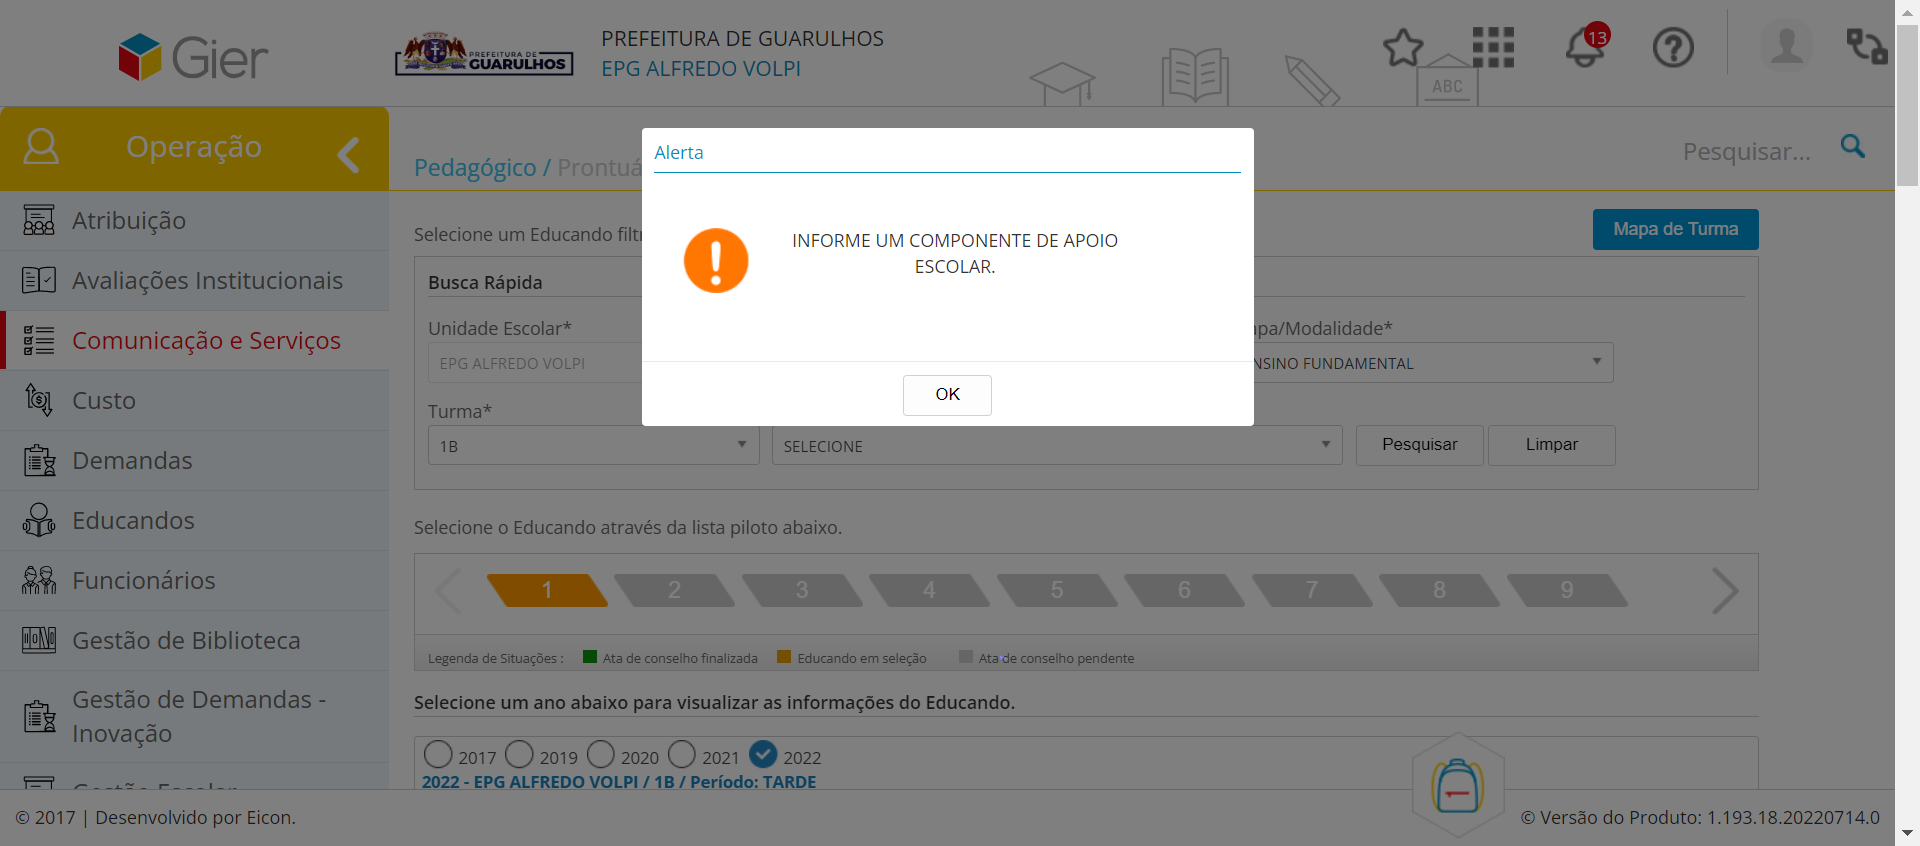 Gier
PREFEITURA DE
GUARULHOS
PREFEITURA DE GUARULHOS
EPG ALFREDO VOLPI
ABC
13
Operação
Pedagógico / Prontuá
Pesquisar...
Alerta
INFORME UM COMPONENTE DE APOIO
ESCOLAR.
OK
Atribuição
Avaliações Institucionais
Comunicação e Serviços
Custo
Demandas
Educandos
Funcionários
Gestão de Biblioteca
Gestão de Demandas -
Inovação
Gestão Escolar
Selecione um Educando filtr
Mapa de Turma
Busca Rápida
Unidade Escolar*
apa/Modalidade*
EPG ALFREDO VOLPI
NSINO FUNDAMENTAL
Turma*
1B
SELECIONE
Pesquisar
Limpar
Selecione o Educando através da lista piloto abaixo.
1 2 3 4 5 6 7 8 9
Legenda de Situações : Ata de conselho finalizada Educando em seleção Ata de conselho pendente
Selecione um ano abaixo para visualizar as informações do Educando.
2017 2019 2020 2021 2022
2022 - EPG ALFREDO VOLPI / 1B / Período: TARDE
© 2017 | Desenvolvido por Eicon.
© Versão do Produto: 1.193.18.20220714.0